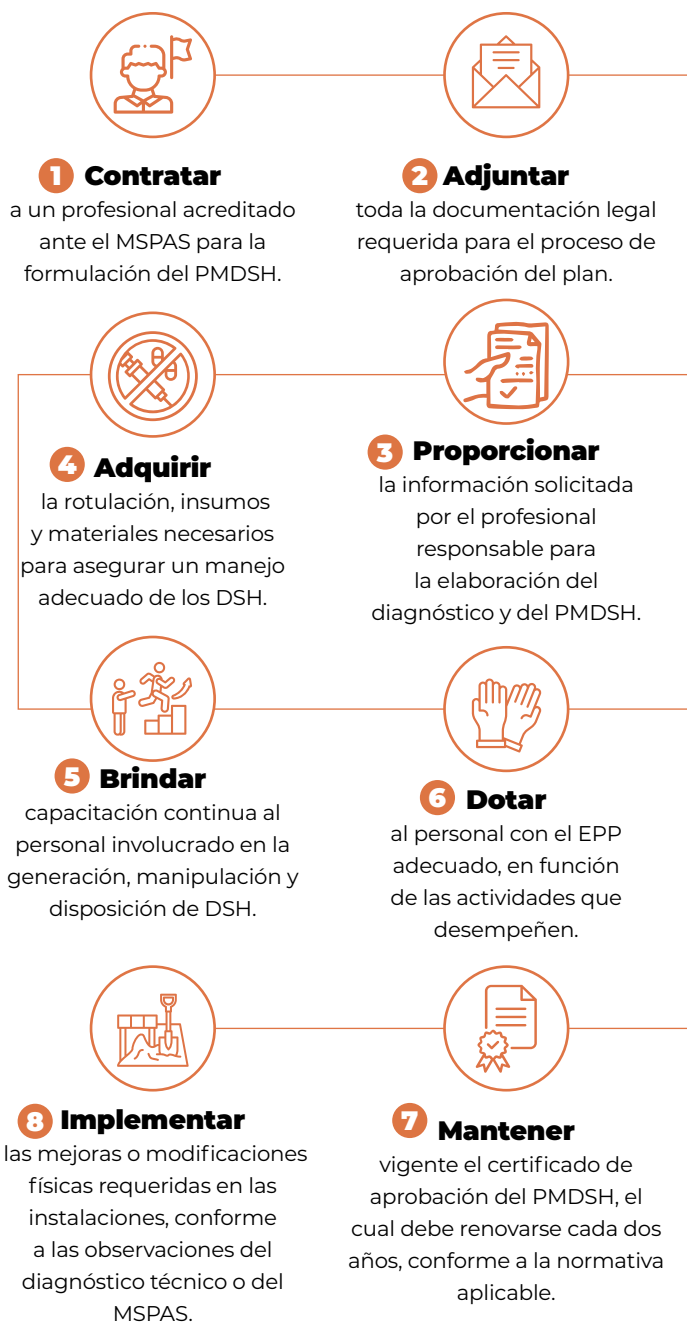 1 Contratar
a un profesional acreditado
ante el MSPAS para la
formulación del PMDSH.
2 Adjuntar
toda la documentación legal
requerida para el proceso de
aprobación del plan.
3 Proporcionar
la información solicitada
por el profesional
responsable para
la elaboración del
diagnóstico y del PMDSH.
4 Adquirir
la rotulación, insumos
y materiales necesarios
para asegurar un manejo
adecuado de los DSH.
5 Brindar
capacitación continua al
personal involucrado en la
generación, manipulación y
disposición de DSH.
6 Dotar
al personal con el EPP
adecuado, en función
de las actividades que
desempeñen.
7 Mantener
vigente el certificado de
aprobación del PMDSH, el
cual debe renovarse cada dos
años, conforme a la normativa
aplicable.
8 Implementar
las mejoras o modificaciones
físicas requeridas en las
instalaciones, conforme
a las observaciones del
diagnóstico técnico o del
MSPAS.